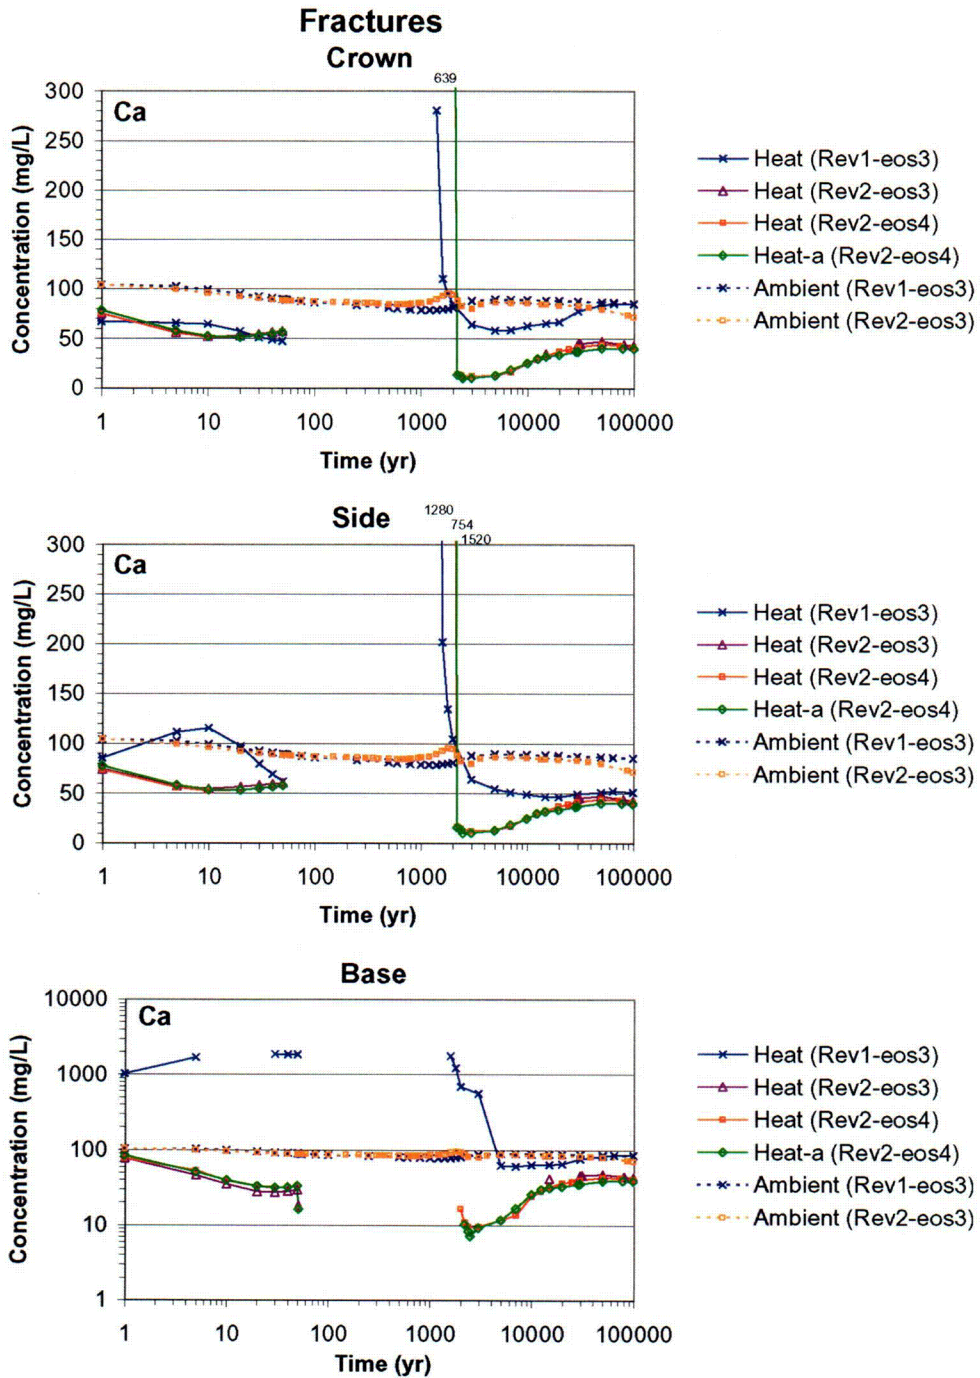 Fractures
Crown
639
Ca
300
250
200
150
100
50
0
Concentration (mg/L)
1 10 100 1000 10000 100000
Time (yr)
Heat (Rev1-eos3)
Heat (Rev2-eos3)
Heat (Rev2-eos4)
Heat-a (Rev2-eos4)
Ambient (Rev1-eos3)
Ambient (Rev2-eos3)
Side
1280
754
1520
Ca
300
250
200
150
100
50
0
Concentration (mg/L)
1 10 100 1000 10000 100000
Time (yr)
Heat (Rev1-eos3)
Heat (Rev2-eos3)
Heat (Rev2-eos4)
Heat-a (Rev2-eos4)
Ambient (Rev1-eos3)
Ambient (Rev2-eos3)
Base
Ca
10000
1000
100
10
1
Concentration (mg/L)
1 10 100 1000 10000 100000
Time (yr)
Heat (Rev1-eos3)
Heat (Rev2-eos3)
Heat (Rev2-eos4)
Heat-a (Rev2-eos4)
Ambient (Rev1-eos3)
Ambient (Rev2-eos3)